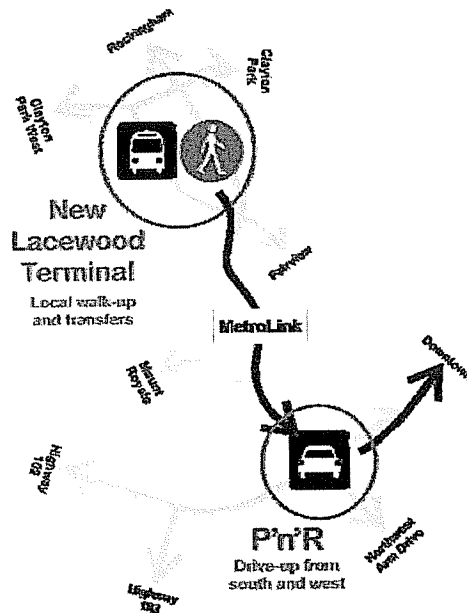 Rockingham
Clayton
Park
Clayton
Park West
New
Lacewood
Terminal
Local walk-up
and transfers
Fairview
MetroLink
Mount
Royale
Downtown
Highway
102
P'n'R
Drive-up from
south and west
Northwest
Arm Drive
Highway
103